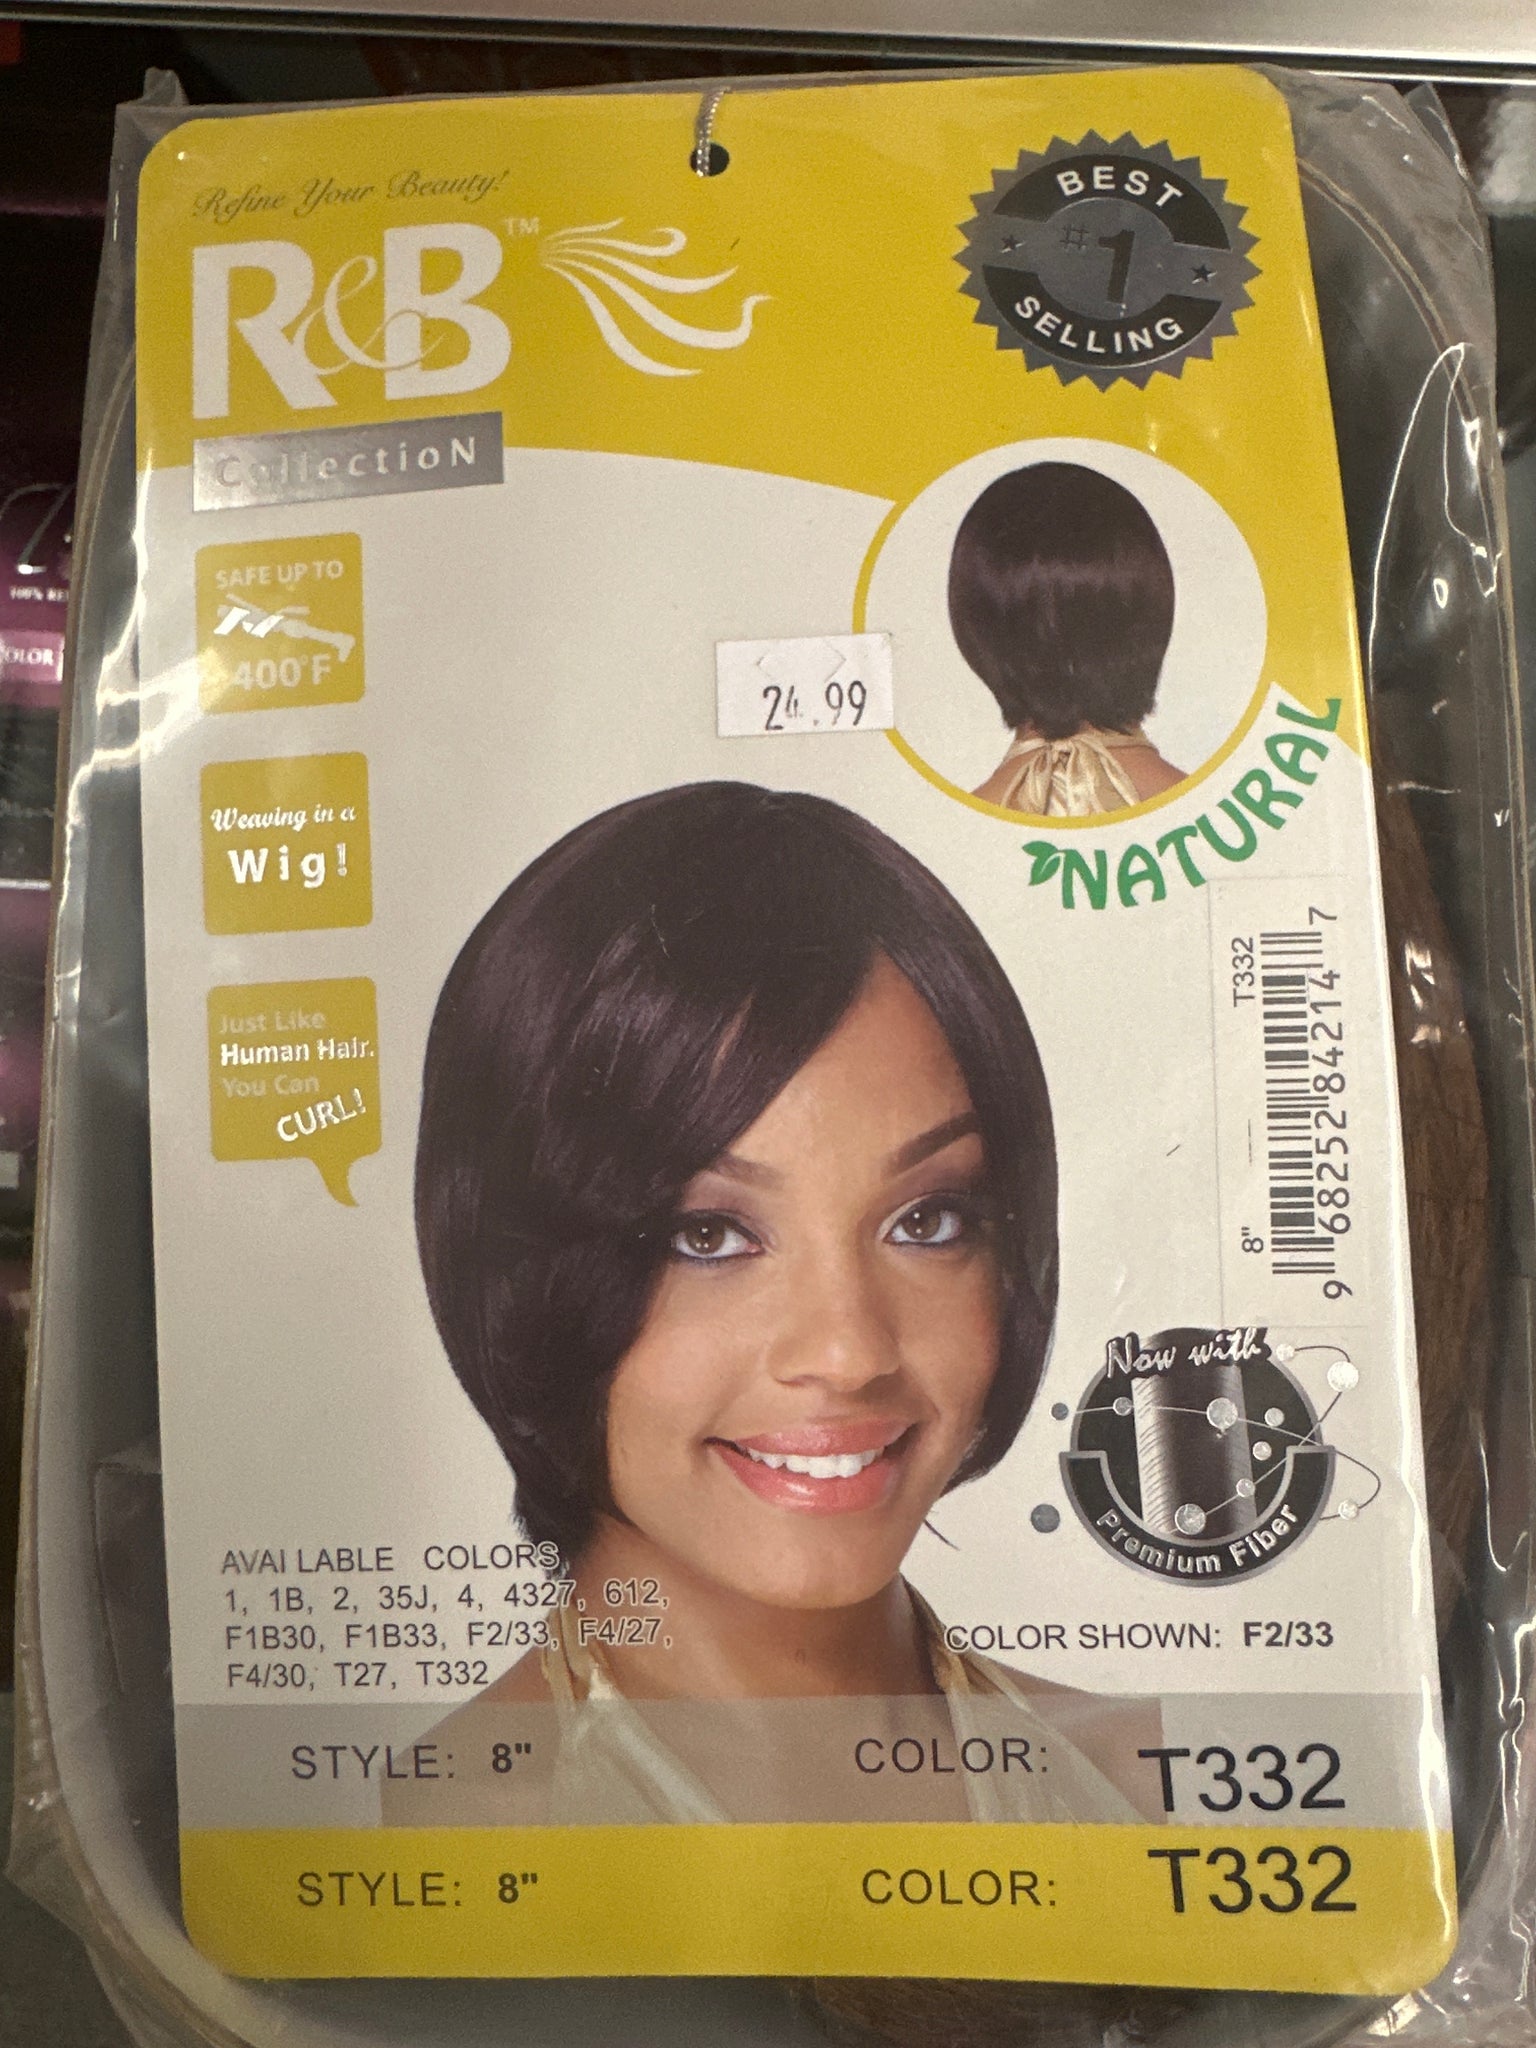 Refine Your Beauty!
R&B™
CollectioN
BEST
#1
SELLING
SAFE UP TO
400°F
24.99
Weaving in a
Wig!
NATURAL
Just Like
Human Hair.
You Can
CURL!
T332
8"
9 68252 84214 7
Now with
Premium Fiber
AVAI LABLE COLORS
1, 1B, 2, 35J, 4, 4327, 612,
F1B30, F1B33, F2/33, F4/27,
F4/30, T27, T332
COLOR SHOWN: F2/33
STYLE: 8" COLOR: T332
STYLE: 8" COLOR: T332
100% RE
OLOR